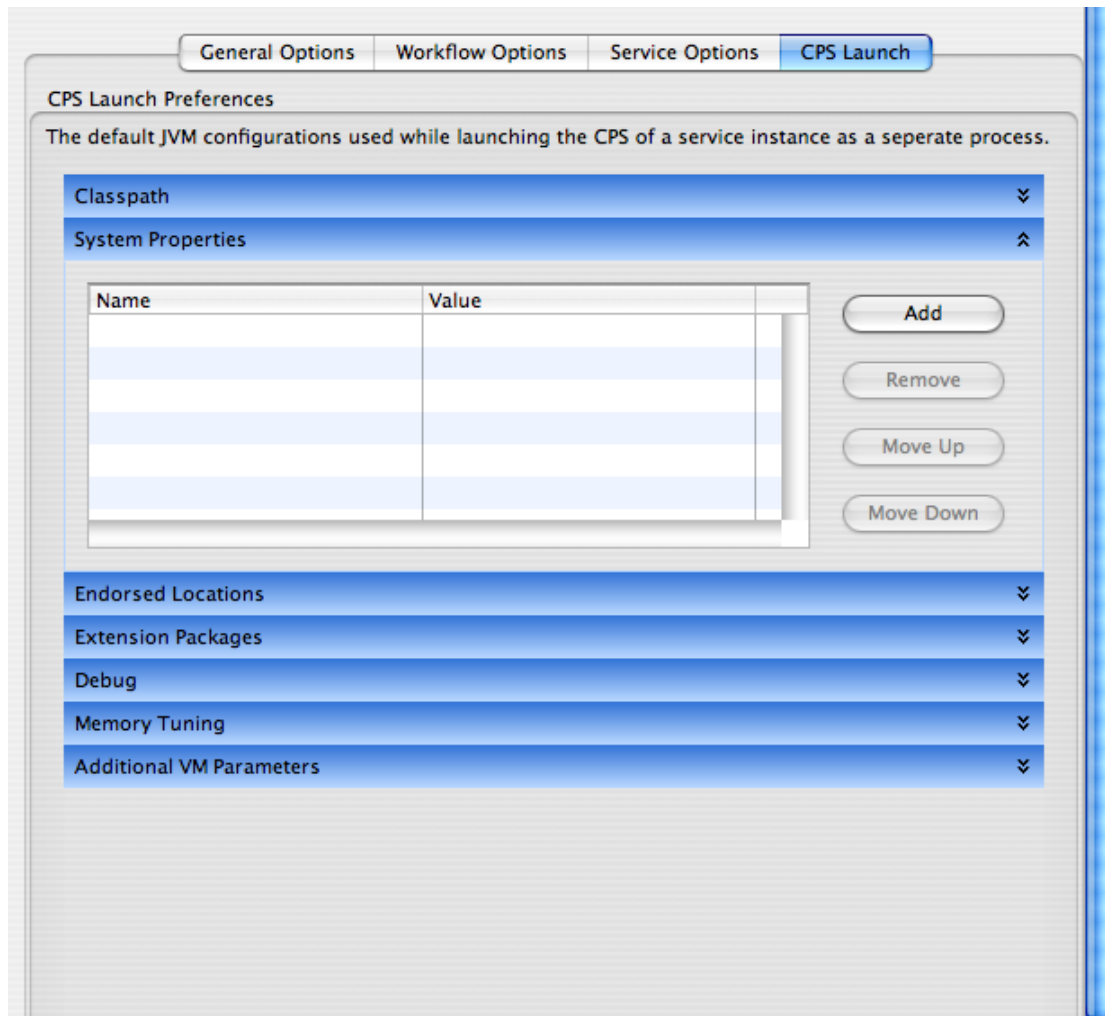 General Options Workflow Options Service Options CPS Launch
CPS Launch Preferences
The default JVM configurations used while launching the CPS of a service instance as a seperate process.
Classpath
System Properties
Name Value
Add
Remove
Move Up
Move Down
Endorsed Locations
Extension Packages
Debug
Memory Tuning
Additional VM Parameters